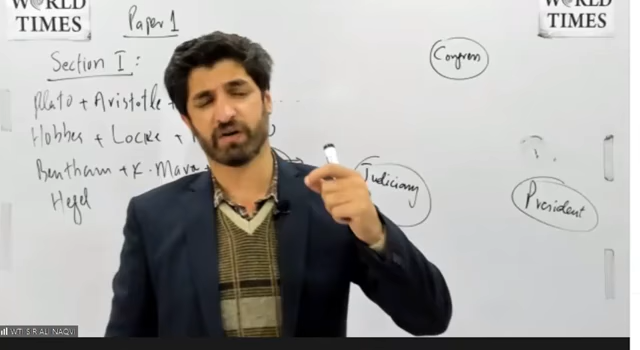 WORLD
TIMES
WORLD
TIMES
Paper 1
Section I :
Plato + Aristotle +
Hobbes + Locke +
Bentham + K. Marx
Hegel
Congress
Judiciary
President
WTI S R ALI NAQVI